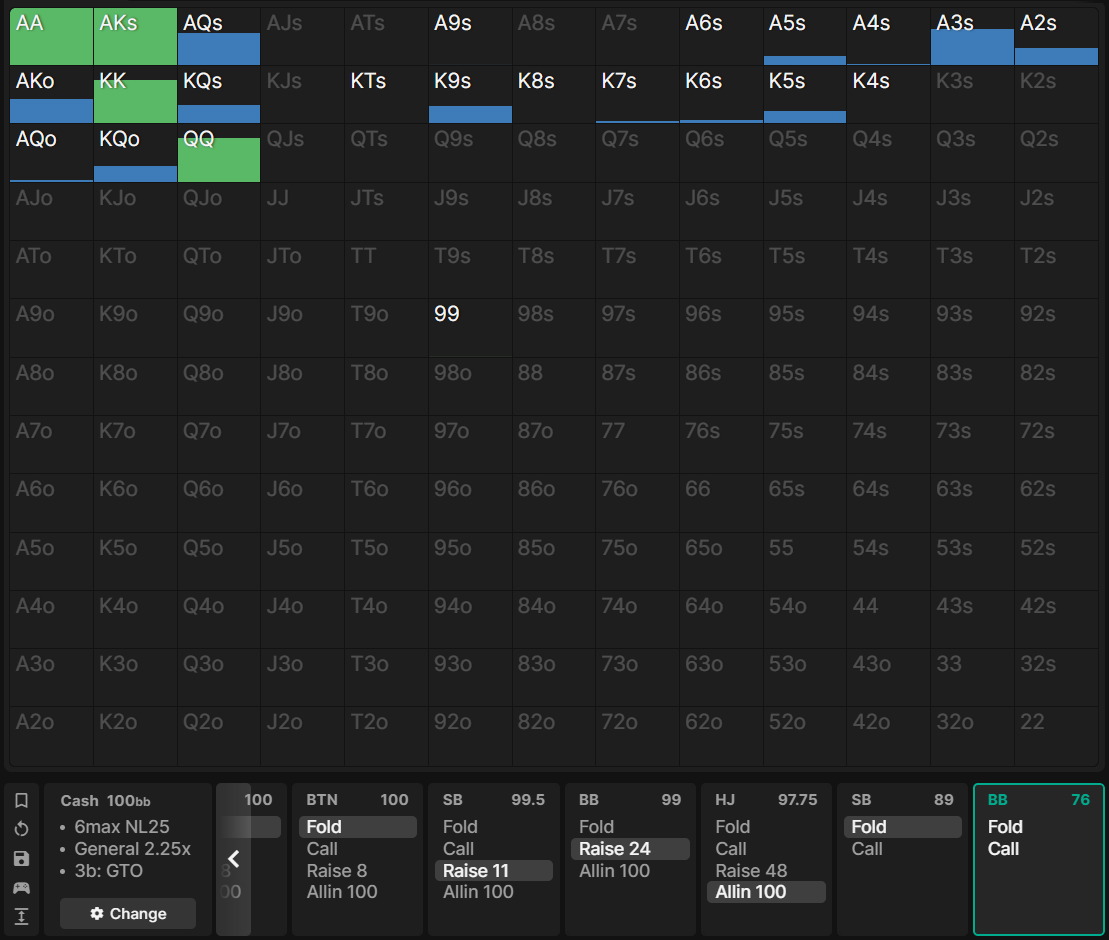 AA AKs AQs AJs ATs A9s A8s A7s A6s A5s A4s A3s A2s
AKo KK KQs KJs KTs K9s K8s K7s K6s K5s K4s K3s K2s
AQo KQo QQ QJs QTs Q9s Q8s Q7s Q6s Q5s Q4s Q3s Q2s
AJo KJo QJo JJ JTs J9s J8s J7s J6s J5s J4s J3s J2s
ATo KTo QTo JTo TT T9s T8s T7s T6s T5s T4s T3s T2s
A9o K9o Q9o J9o T9o 99 98s 97s 96s 95s 94s 93s 92s
A8o K8o Q8o J8o T8o 98o 88 87s 86s 85s 84s 83s 82s
A7o K7o Q7o J7o T7o 97o 87o 77 76s 75s 74s 73s 72s
A6o K6o Q6o J6o T6o 96o 86o 76o 66 65s 64s 63s 62s
A5o K5o Q5o J5o T5o 95o 85o 75o 65o 55 54s 53s 52s
A4o K4o Q4o J4o T4o 94o 84o 74o 64o 54o 44 43s 42s
A3o K3o Q3o J3o T3o 93o 83o 73o 63o 53o 43o 33 32s
A2o K2o Q2o J2o T2o 92o 82o 72o 62o 52o 42o 32o 22
Cash 100bb
• 6max NL25
• General 2.25x
• 3b: GTO
Change
100
BTN 100
Fold
Call
Raise 8
Allin 100
SB 99.5
Fold
Call
Raise 11
Allin 100
BB 99
Fold
Raise 24
Allin 100
HJ 97.75
Fold
Call
Raise 48
Allin 100
SB 89
Fold
Call
BB 76
Fold
Call